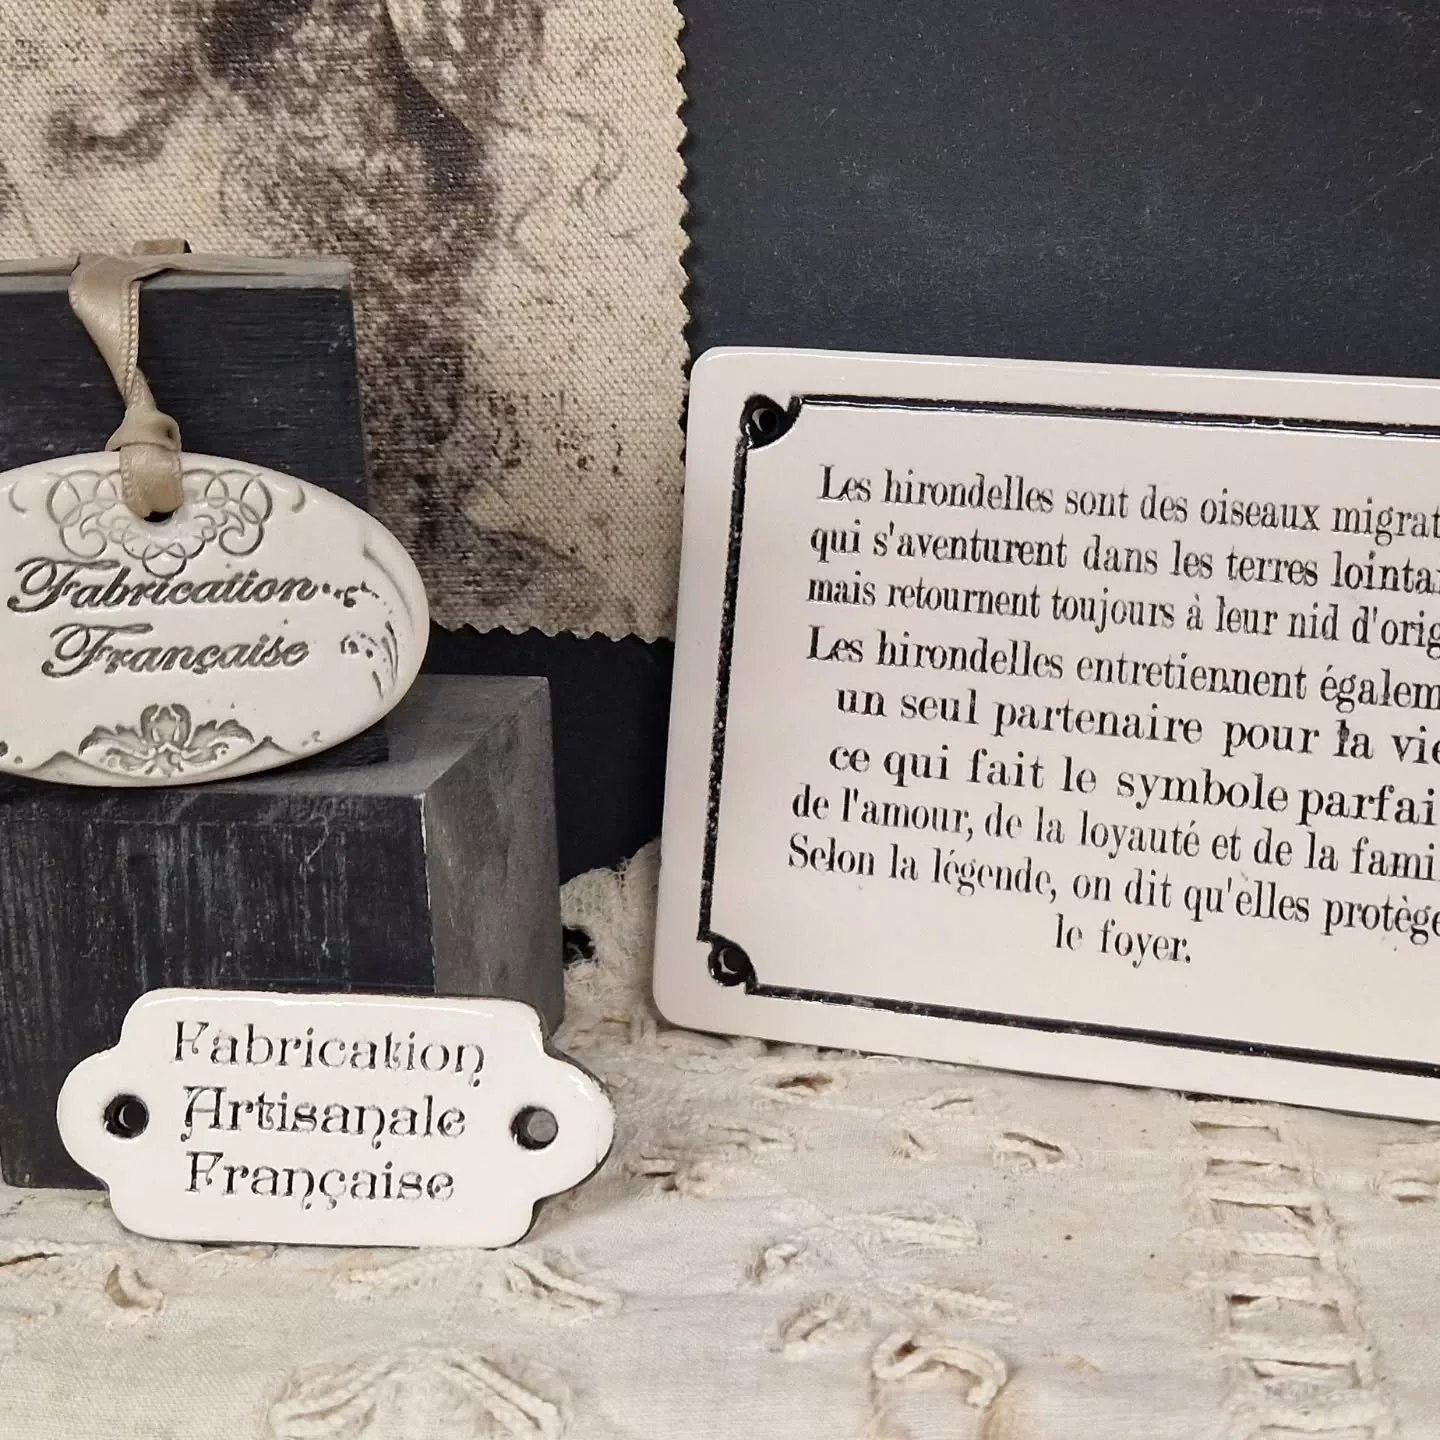 Fabrication
Française
Fabrication
Artisanale
Française
Les hirondelles sont des oiseaux migrat
qui s'aventurent dans les terres lointa
mais retournent toujours à leur nid d'orig
Les hirondelles entretiennent égalem
un seul partenaire pour la vie
ce qui fait le symbole parfai
de l'amour, de la loyauté et de la fami
Selon la légende, on dit qu'elles protège
le foyer.